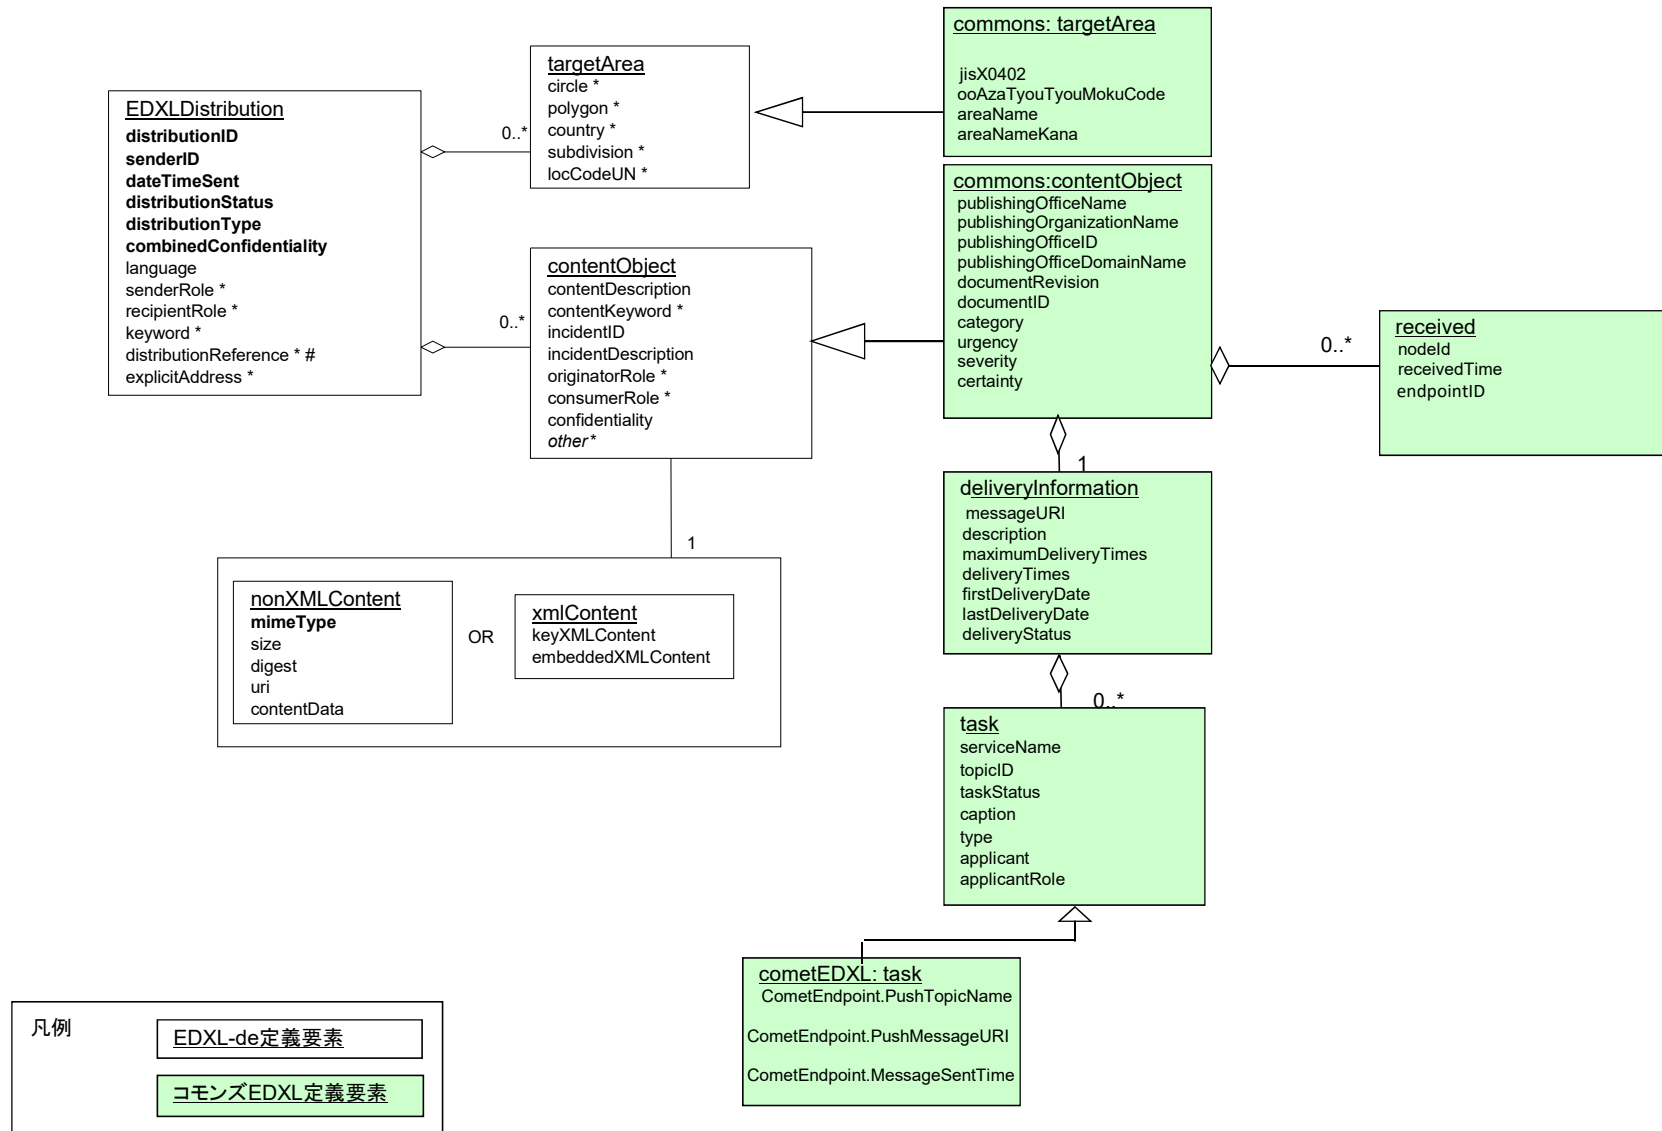 commons: targetArea
jisX0402
ooAzaTyouTyouMokuCode
areaName
areaNameKana
targetArea
circle *
polygon *
country *
subdivision *
locCodeUN *
0..*
EDXLDistribution
distributionID
senderID
dateTimeSent
distributionStatus
distributionType
combinedConfidentiality
language
senderRole *
recipientRole *
keyword *
distributionReference * #
explicitAddress *
0..*
contentObject
contentDescription
contentKeyword *
incidentID
incidentDescription
originatorRole *
consumerRole *
confidentiality
other*
commons:contentObject
publishingOfficeName
publishingOrganizationName
publishingOfficeID
publishingOfficeDomainName
documentRevision
documentID
category
urgency
severity
certainty
0..*
received
nodeId
receivedTime
endpointID
1
deliveryInformation
messageURI
description
maximumDeliveryTimes
deliveryTimes
firstDeliveryDate
lastDeliveryDate
deliveryStatus
1
nonXMLContent
mimeType
size
digest
uri
contentData
OR
xmlContent
keyXMLContent
embeddedXMLContent
0..*
task
serviceName
topicID
taskStatus
caption
type
applicant
applicantRole
cometEDXL: task
CometEndpoint.PushTopicName
CometEndpoint.PushMessageURI
CometEndpoint.MessageSentTime
凡例
EDXL-de定義要素
コモンズEDXL定義要素